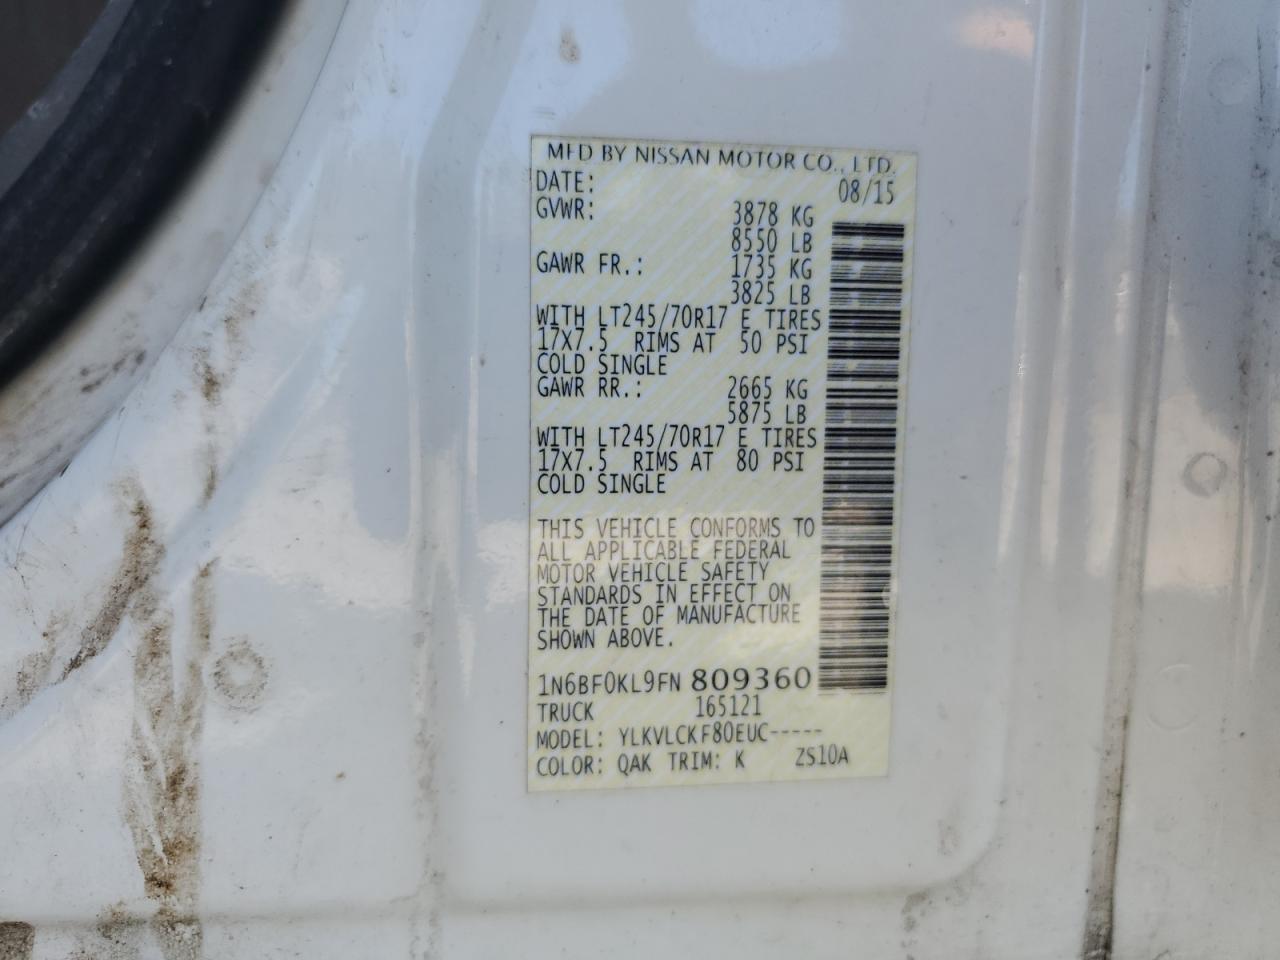 MFD BY NISSAN MOTOR CO., LTD.
DATE: 08/15
GVWR: 3878 KG
8550 LB
GAWR FR.: 1735 KG
3825 LB
WITH LT245/70R17 E TIRES
17X7.5 RIMS AT 50 PSI
COLD SINGLE
GAWR RR.: 2665 KG
5875 LB
WITH LT245/70R17 E TIRES
17X7.5 RIMS AT 80 PSI
COLD SINGLE
THIS VEHICLE CONFORMS TO
ALL APPLICABLE FEDERAL
MOTOR VEHICLE SAFETY
STANDARDS IN EFFECT ON
THE DATE OF MANUFACTURE
SHOWN ABOVE.
1N6BF0KL9FN 809360
TRUCK 165121
MODEL: YLKVLCKF80EUC-----
COLOR: QAK TRIM: K ZS10A